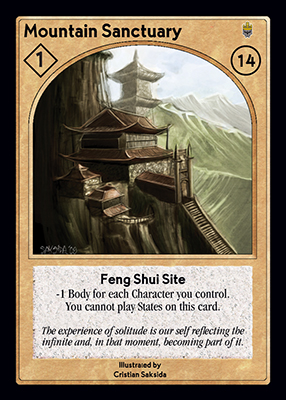 Mountain Sanctuary
1
14
SAKSIDA
Feng Shui Site
-1 Body for each Character you control.
You cannot play States on this card.
The experience of solitude is our self reflecting the
infinite and, in that moment, becoming part of it.
Illustrated by
Cristian Saksida